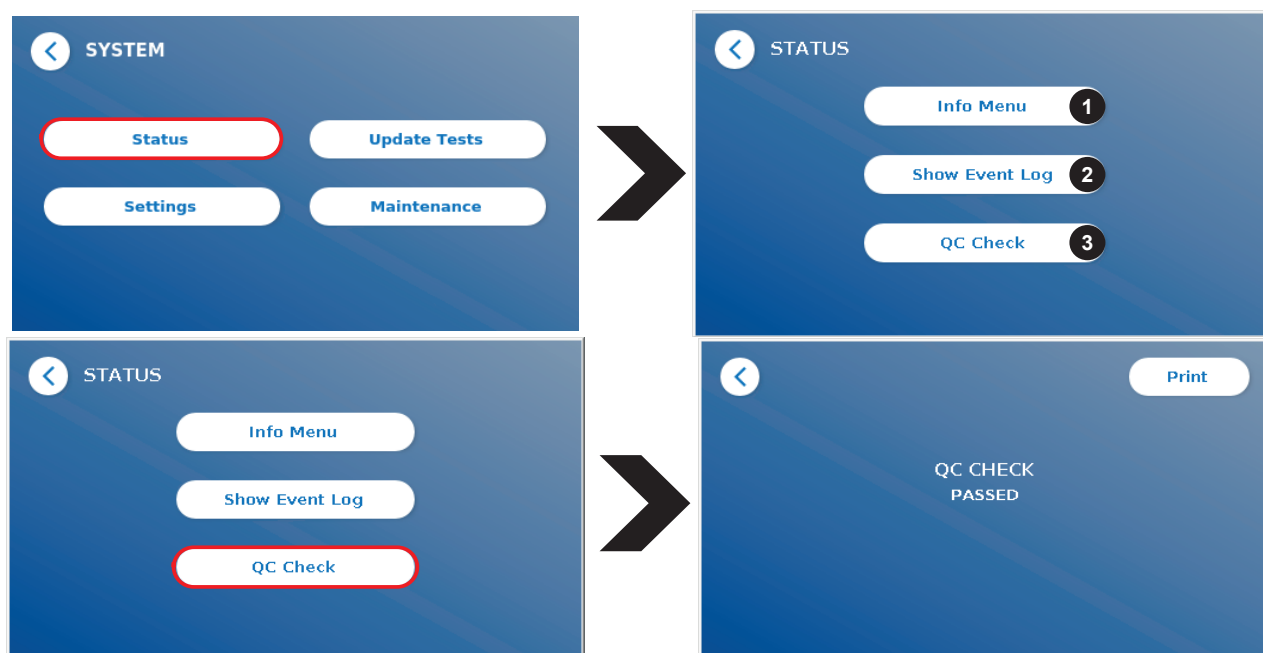 SYSTEM
Status
Update Tests
Settings
Maintenance
STATUS
Info Menu 1
Show Event Log 2
QC Check 3
STATUS
Info Menu
Show Event Log
QC Check
Print
QC CHECK
PASSED